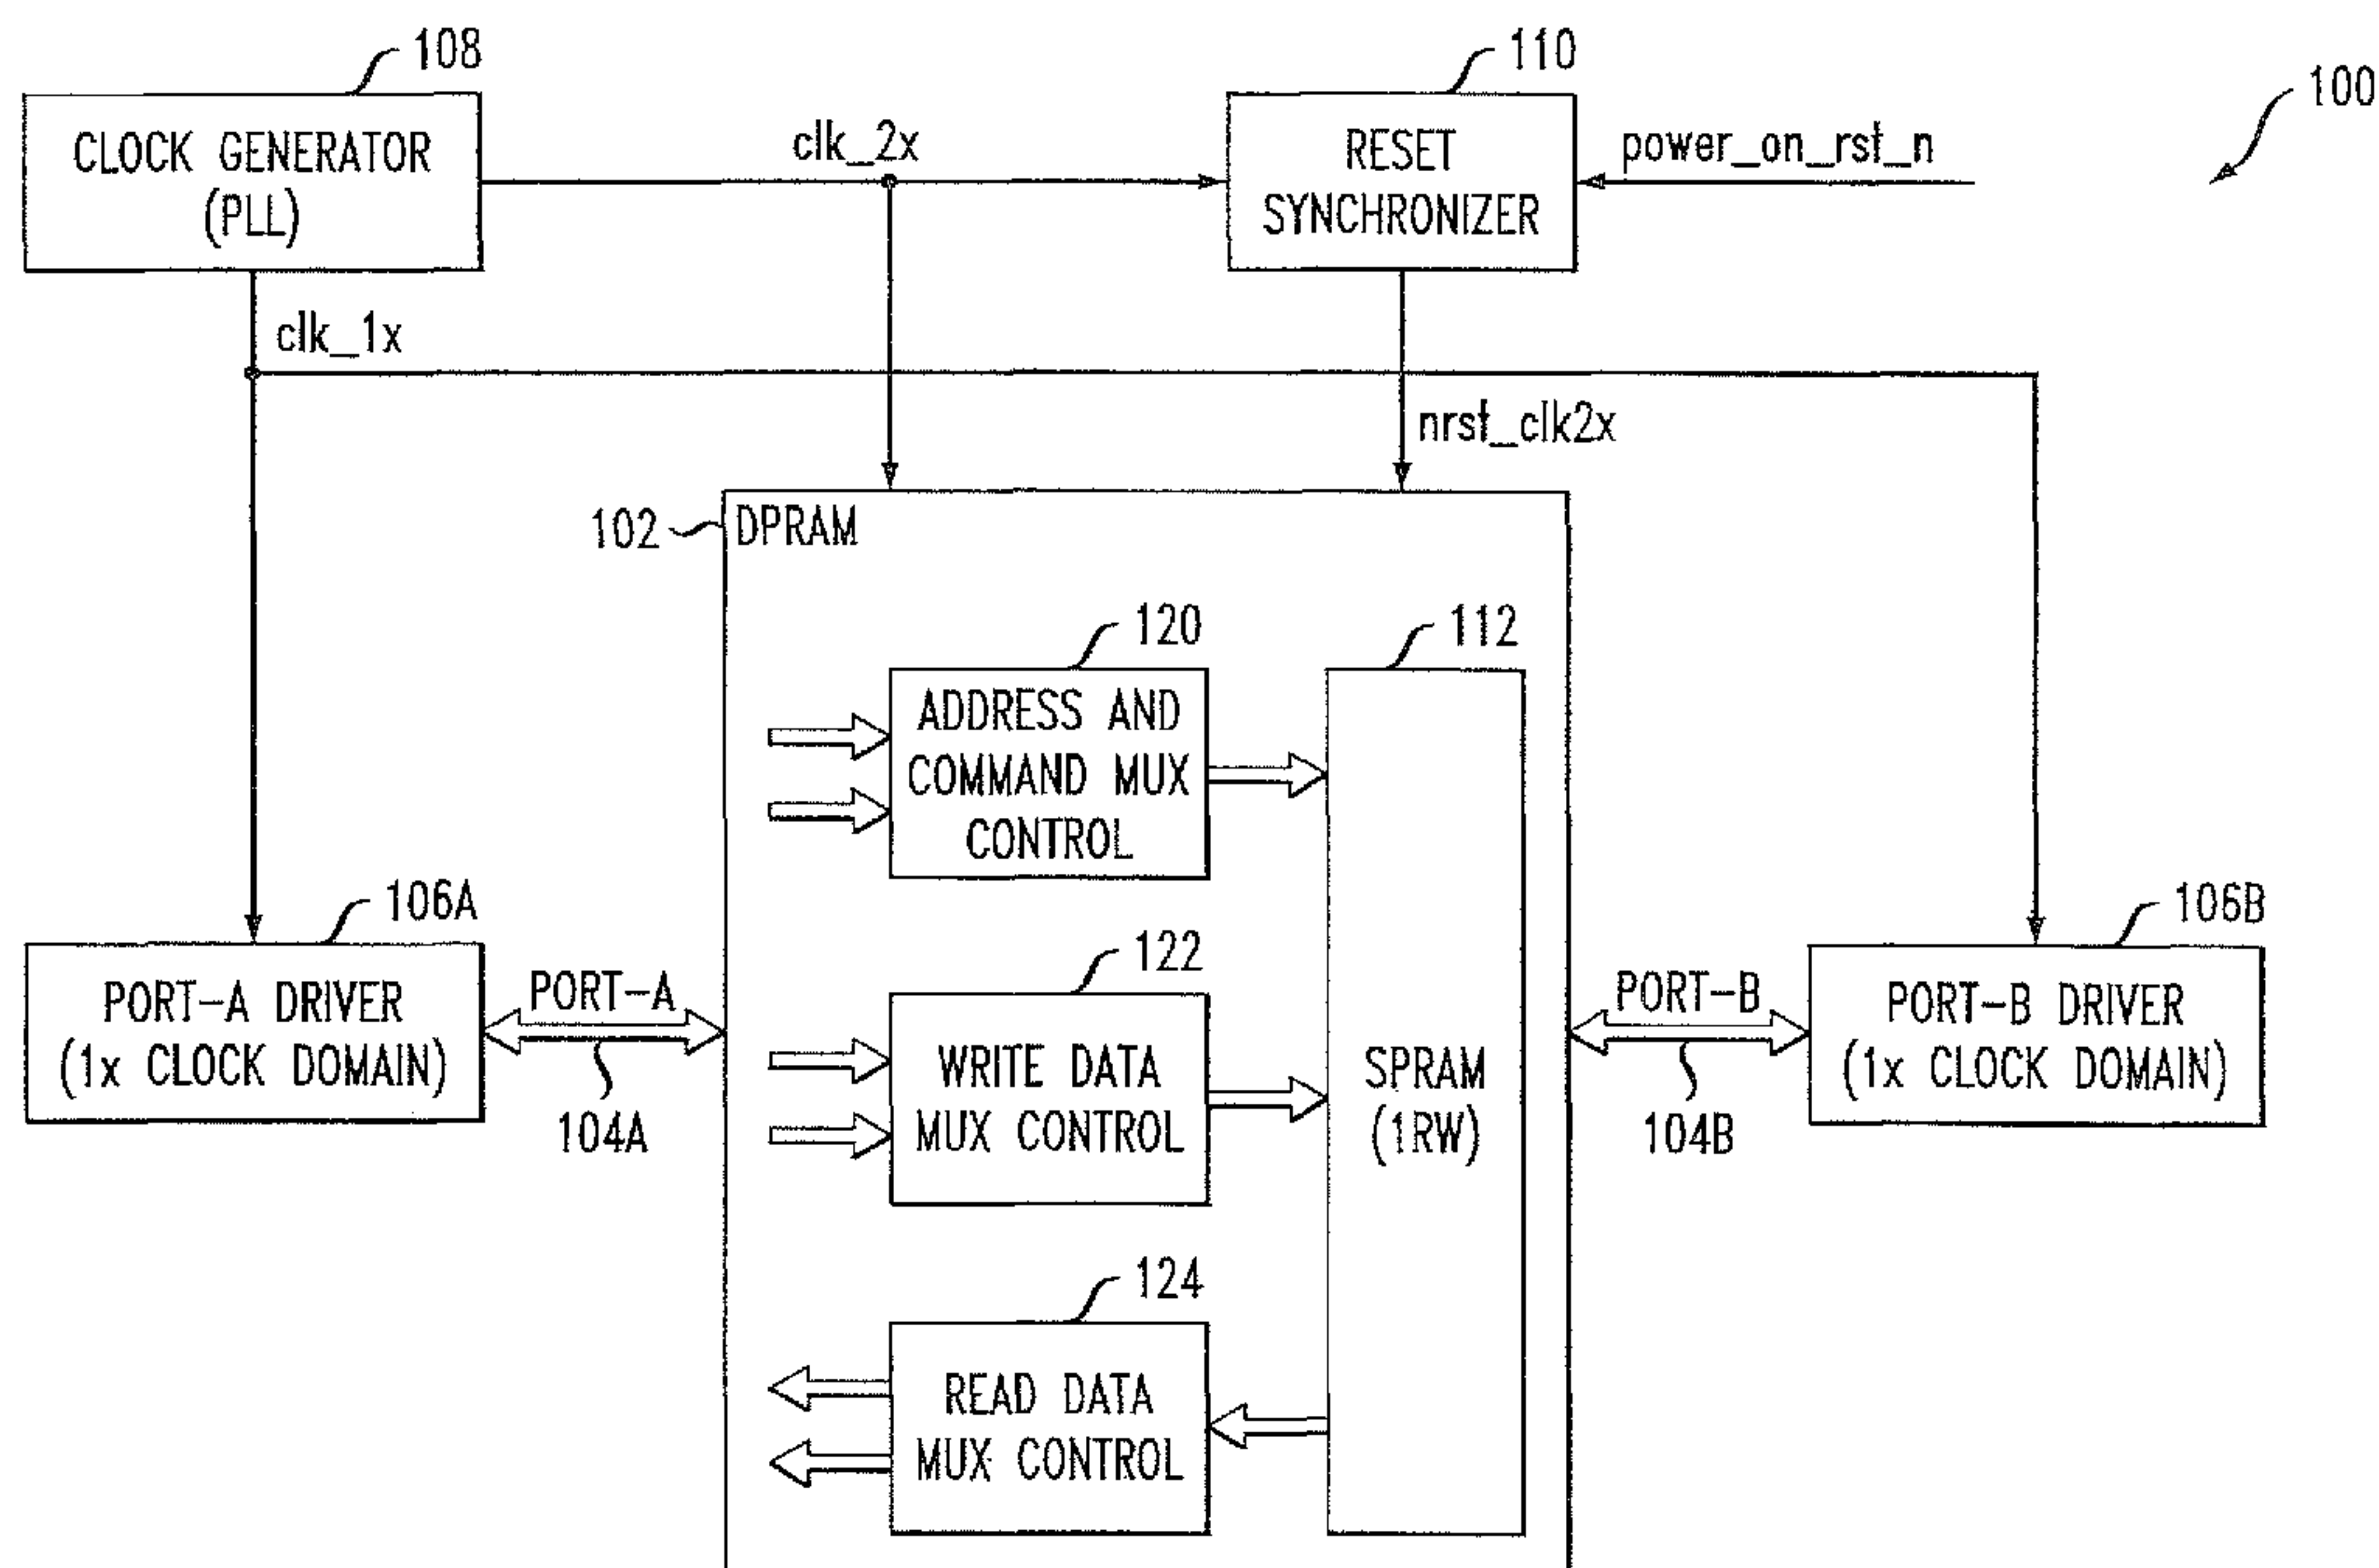 108
110
100
CLOCK GENERATOR
(PLL)
clk_2x
RESET
SYNCHRONIZER
power_on_rst_n
clk_1x
nrst_clk2x
102
DPRAM
120
112
ADDRESS AND
COMMAND MUX
CONTROL
106A
106B
122
PORT-A DRIVER
(1x CLOCK DOMAIN)
PORT-A
104A
WRITE DATA
MUX CONTROL
SPRAM
(1RW)
PORT-B
104B
PORT-B DRIVER
(1x CLOCK DOMAIN)
124
READ DATA
MUX CONTROL